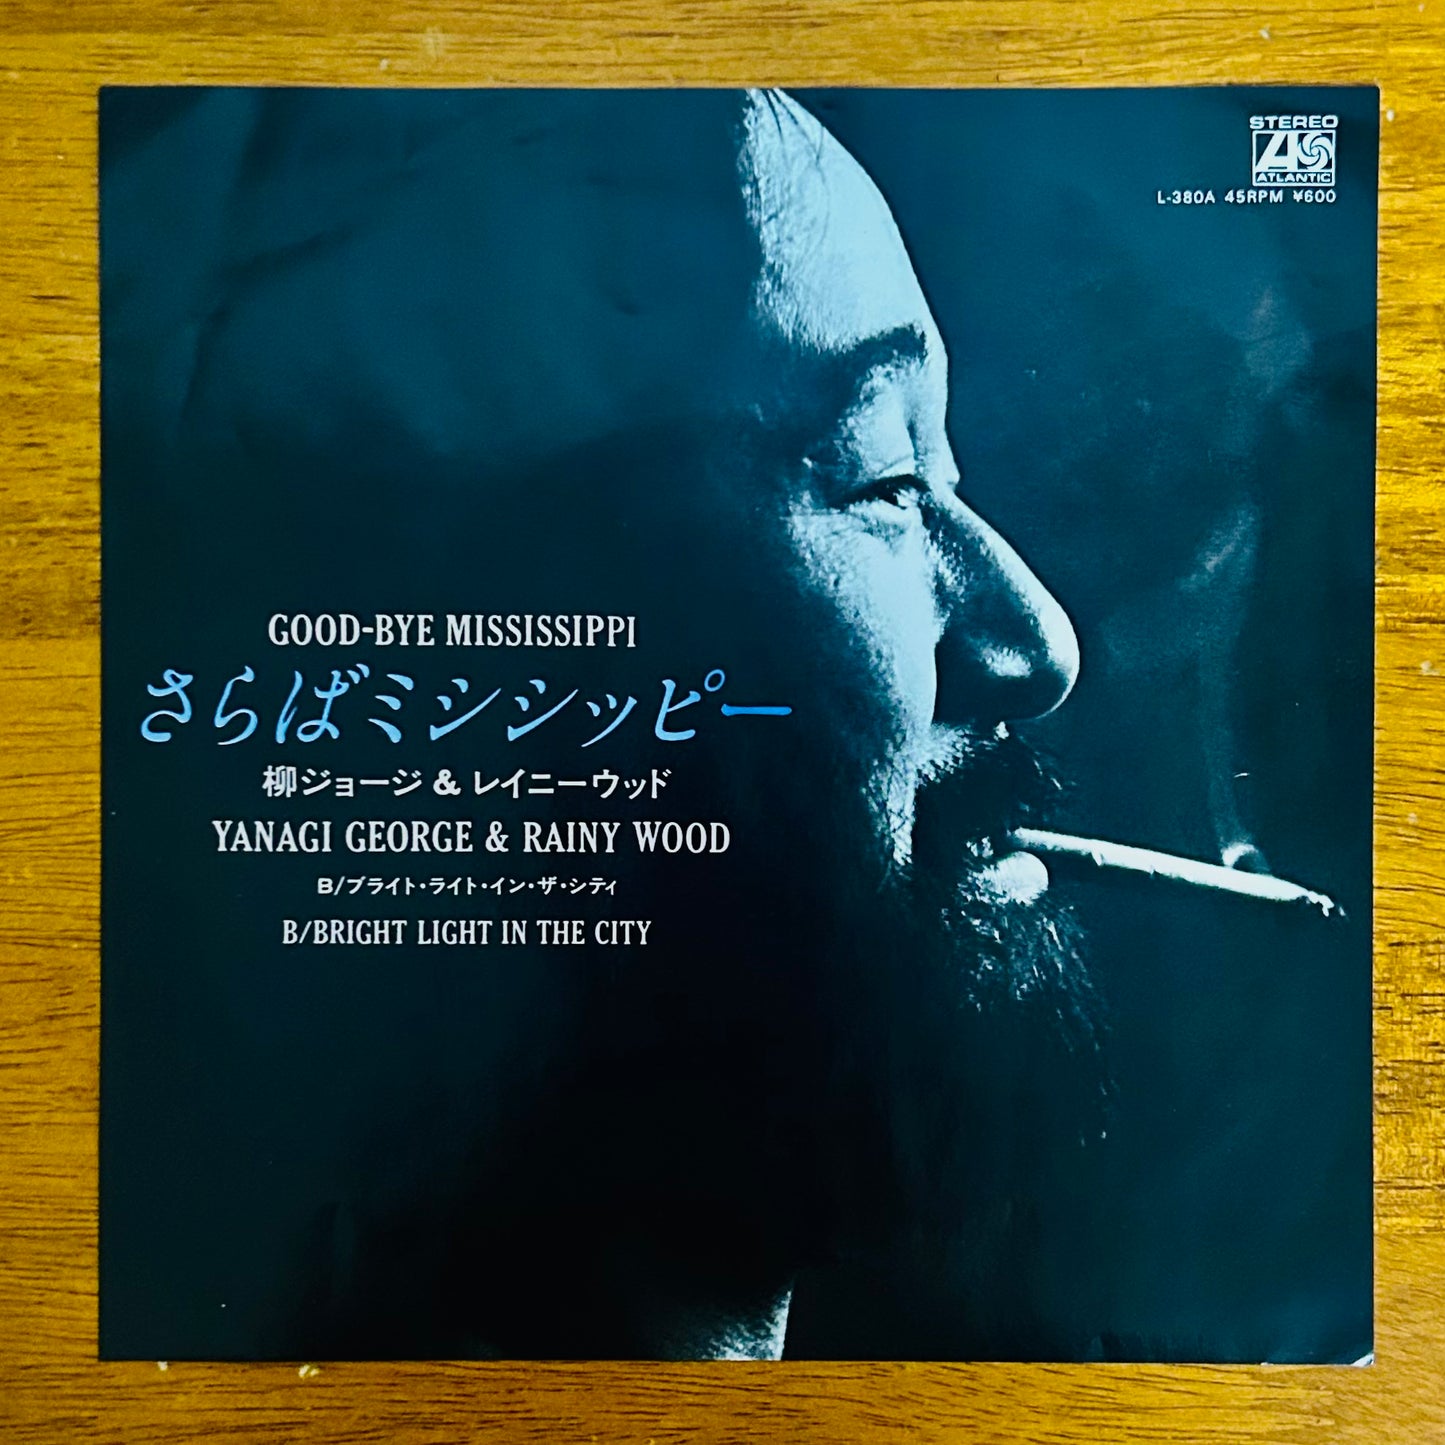 STEREO
ATLANTIC
L-380A 45RPM ¥600
GOOD-BYE MISSISSIPPI
さらばミシシッピー
柳ジョージ & レイニーウッド
YANAGI GEORGE & RAINY WOOD
B/ブライト・ライト・イン・ザ・シティ
B/BRIGHT LIGHT IN THE CITY